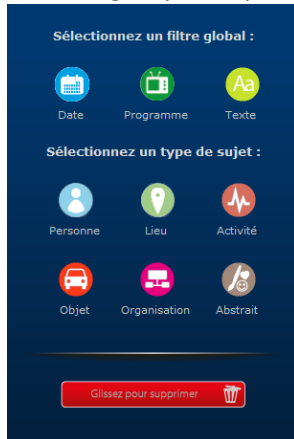 Sélectionnez un filtre global :
Aa
Date Programme Texte
Sélectionnez un type de sujet :
Personne Lieu Activité
Objet Organisation Abstrait
Glissez pour supprimer